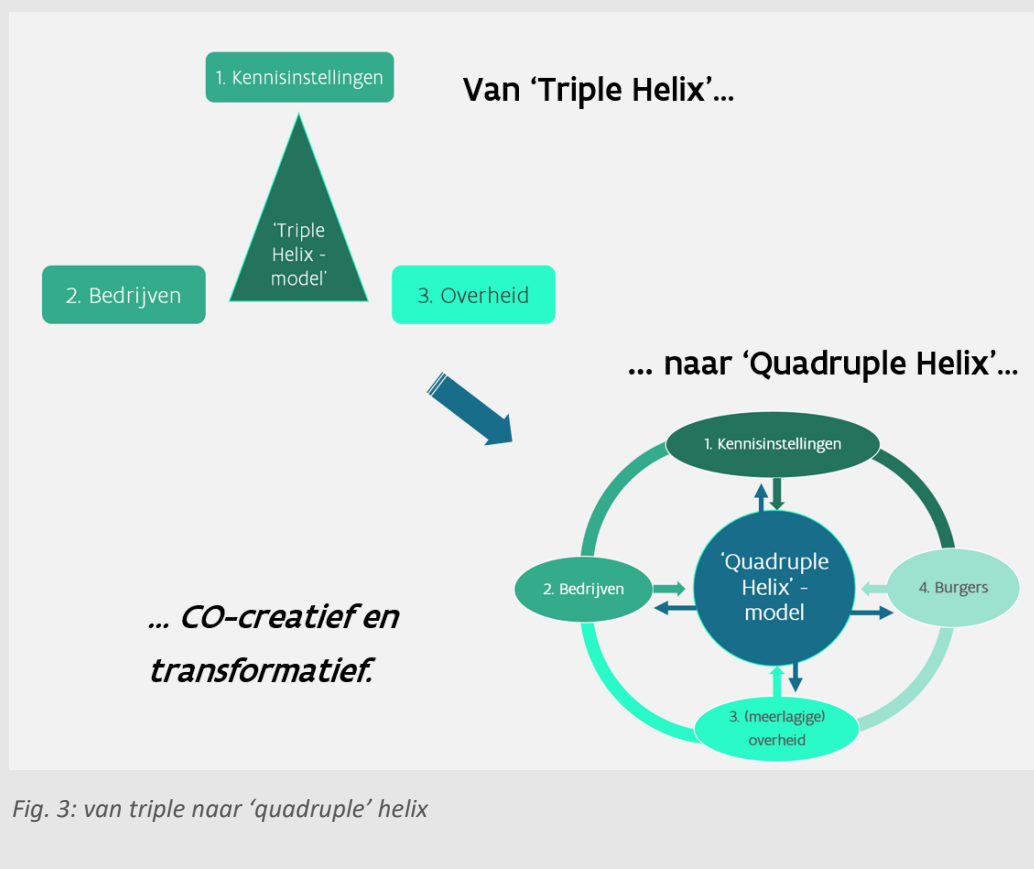 1. Kennisinstellingen
Van ‘Triple Helix’...
‘Triple
Helix -
model’
2. Bedrijven
3. Overheid
... naar ‘Quadruple Helix’...
1. Kennisinstellingen
‘Quadruple
Helix’ -
model
2. Bedrijven
4. Burgers
... CO-creatief en
transformatief.
3. (meerlagige)
overheid
Fig. 3: van triple naar ‘quadruple’ helix